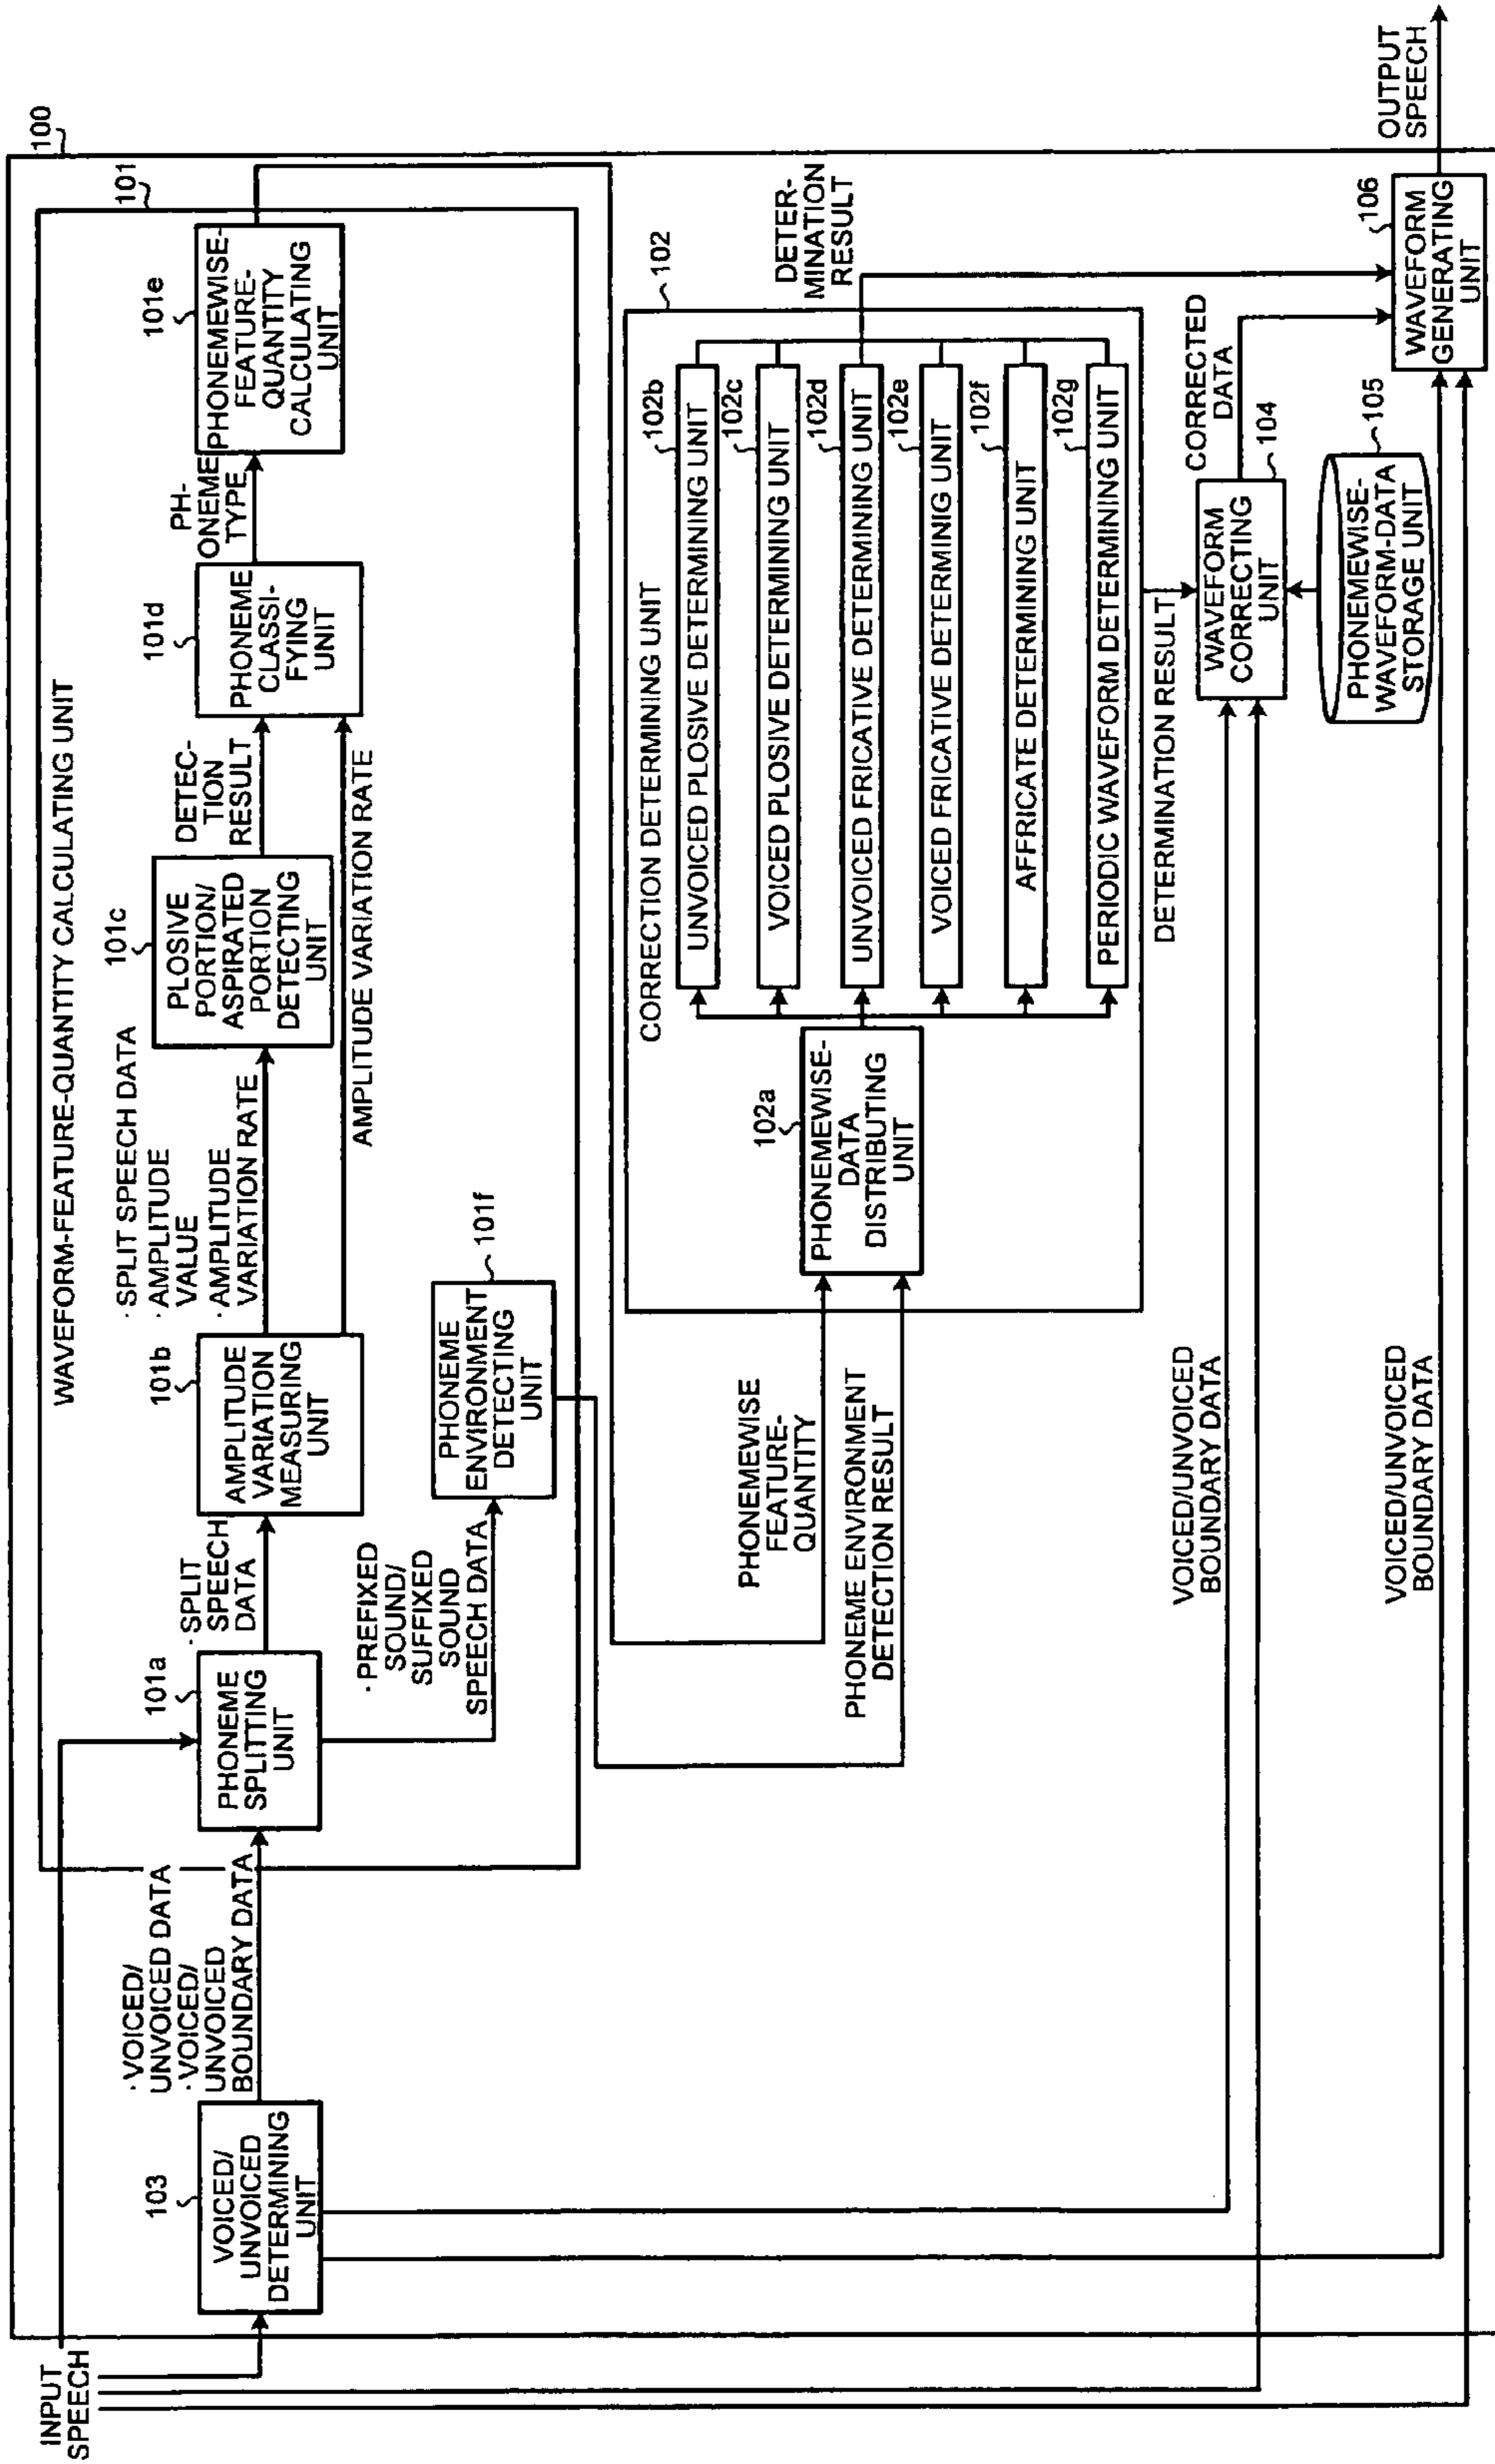 INPUT
SPEECH
100
WAVEFORM-FEATURE-QUANTITY CALCULATING UNIT
101
103
VOICED/
UNVOICED
DETERMINING
UNIT
· VOICED/
UNVOICED DATA
· VOICED/
UNVOICED
BOUNDARY DATA
101a
PHONEME
SPLITTING
UNIT
· SPLIT
SPEECH
DATA
101b
AMPLITUDE
VARIATION
MEASURING
UNIT
· SPLIT SPEECH DATA
· AMPLITUDE
VALUE
· AMPLITUDE
VARIATION RATE
AMPLITUDE VARIATION RATE
101c
PLOSIVE
PORTION/
ASPIRATED
PORTION
DETECTING
UNIT
DETEC-
TION
RESULT
101d
PHONEME
CLASSI-
FYING
UNIT
PH-
ONEME
TYPE
101e
PHONEMEWISE-
FEATURE-
QUANTITY
CALCULATING
UNIT
· PREFIXED
SOUND/
SUFFIXED
SOUND
SPEECH DATA
101f
PHONEME
ENVIRONMENT
DETECTING
UNIT
PHONEMEWISE
FEATURE-
QUANTITY
PHONEME ENVIRONMENT
DETECTION RESULT
CORRECTION DETERMINING UNIT
102
102a
PHONEMEWISE-
DATA
DISTRIBUTING
UNIT
102b
UNVOICED PLOSIVE DETERMINING UNIT
102c
VOICED PLOSIVE DETERMINING UNIT
102d
UNVOICED FRICATIVE DETERMINING UNIT
102e
VOICED FRICATIVE DETERMINING UNIT
102f
AFFRICATE DETERMINING UNIT
102g
PERIODIC WAVEFORM DETERMINING UNIT
DETER-
MINATION
RESULT
DETERMINATION RESULT
VOICED/UNVOICED
BOUNDARY DATA
WAVEFORM
CORRECTING
UNIT
104
CORRECTED
DATA
PHONEMEWISE-
WAVEFORM-DATA
STORAGE UNIT
105
VOICED/UNVOICED
BOUNDARY DATA
106
WAVEFORM
GENERATING
UNIT
OUTPUT
SPEECH